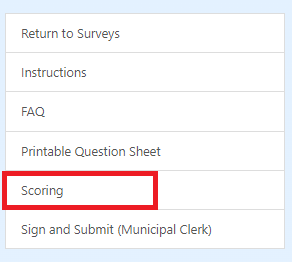 Return to Surveys
Instructions
FAQ
Printable Question Sheet
Scoring
Sign and Submit (Municipal Clerk)